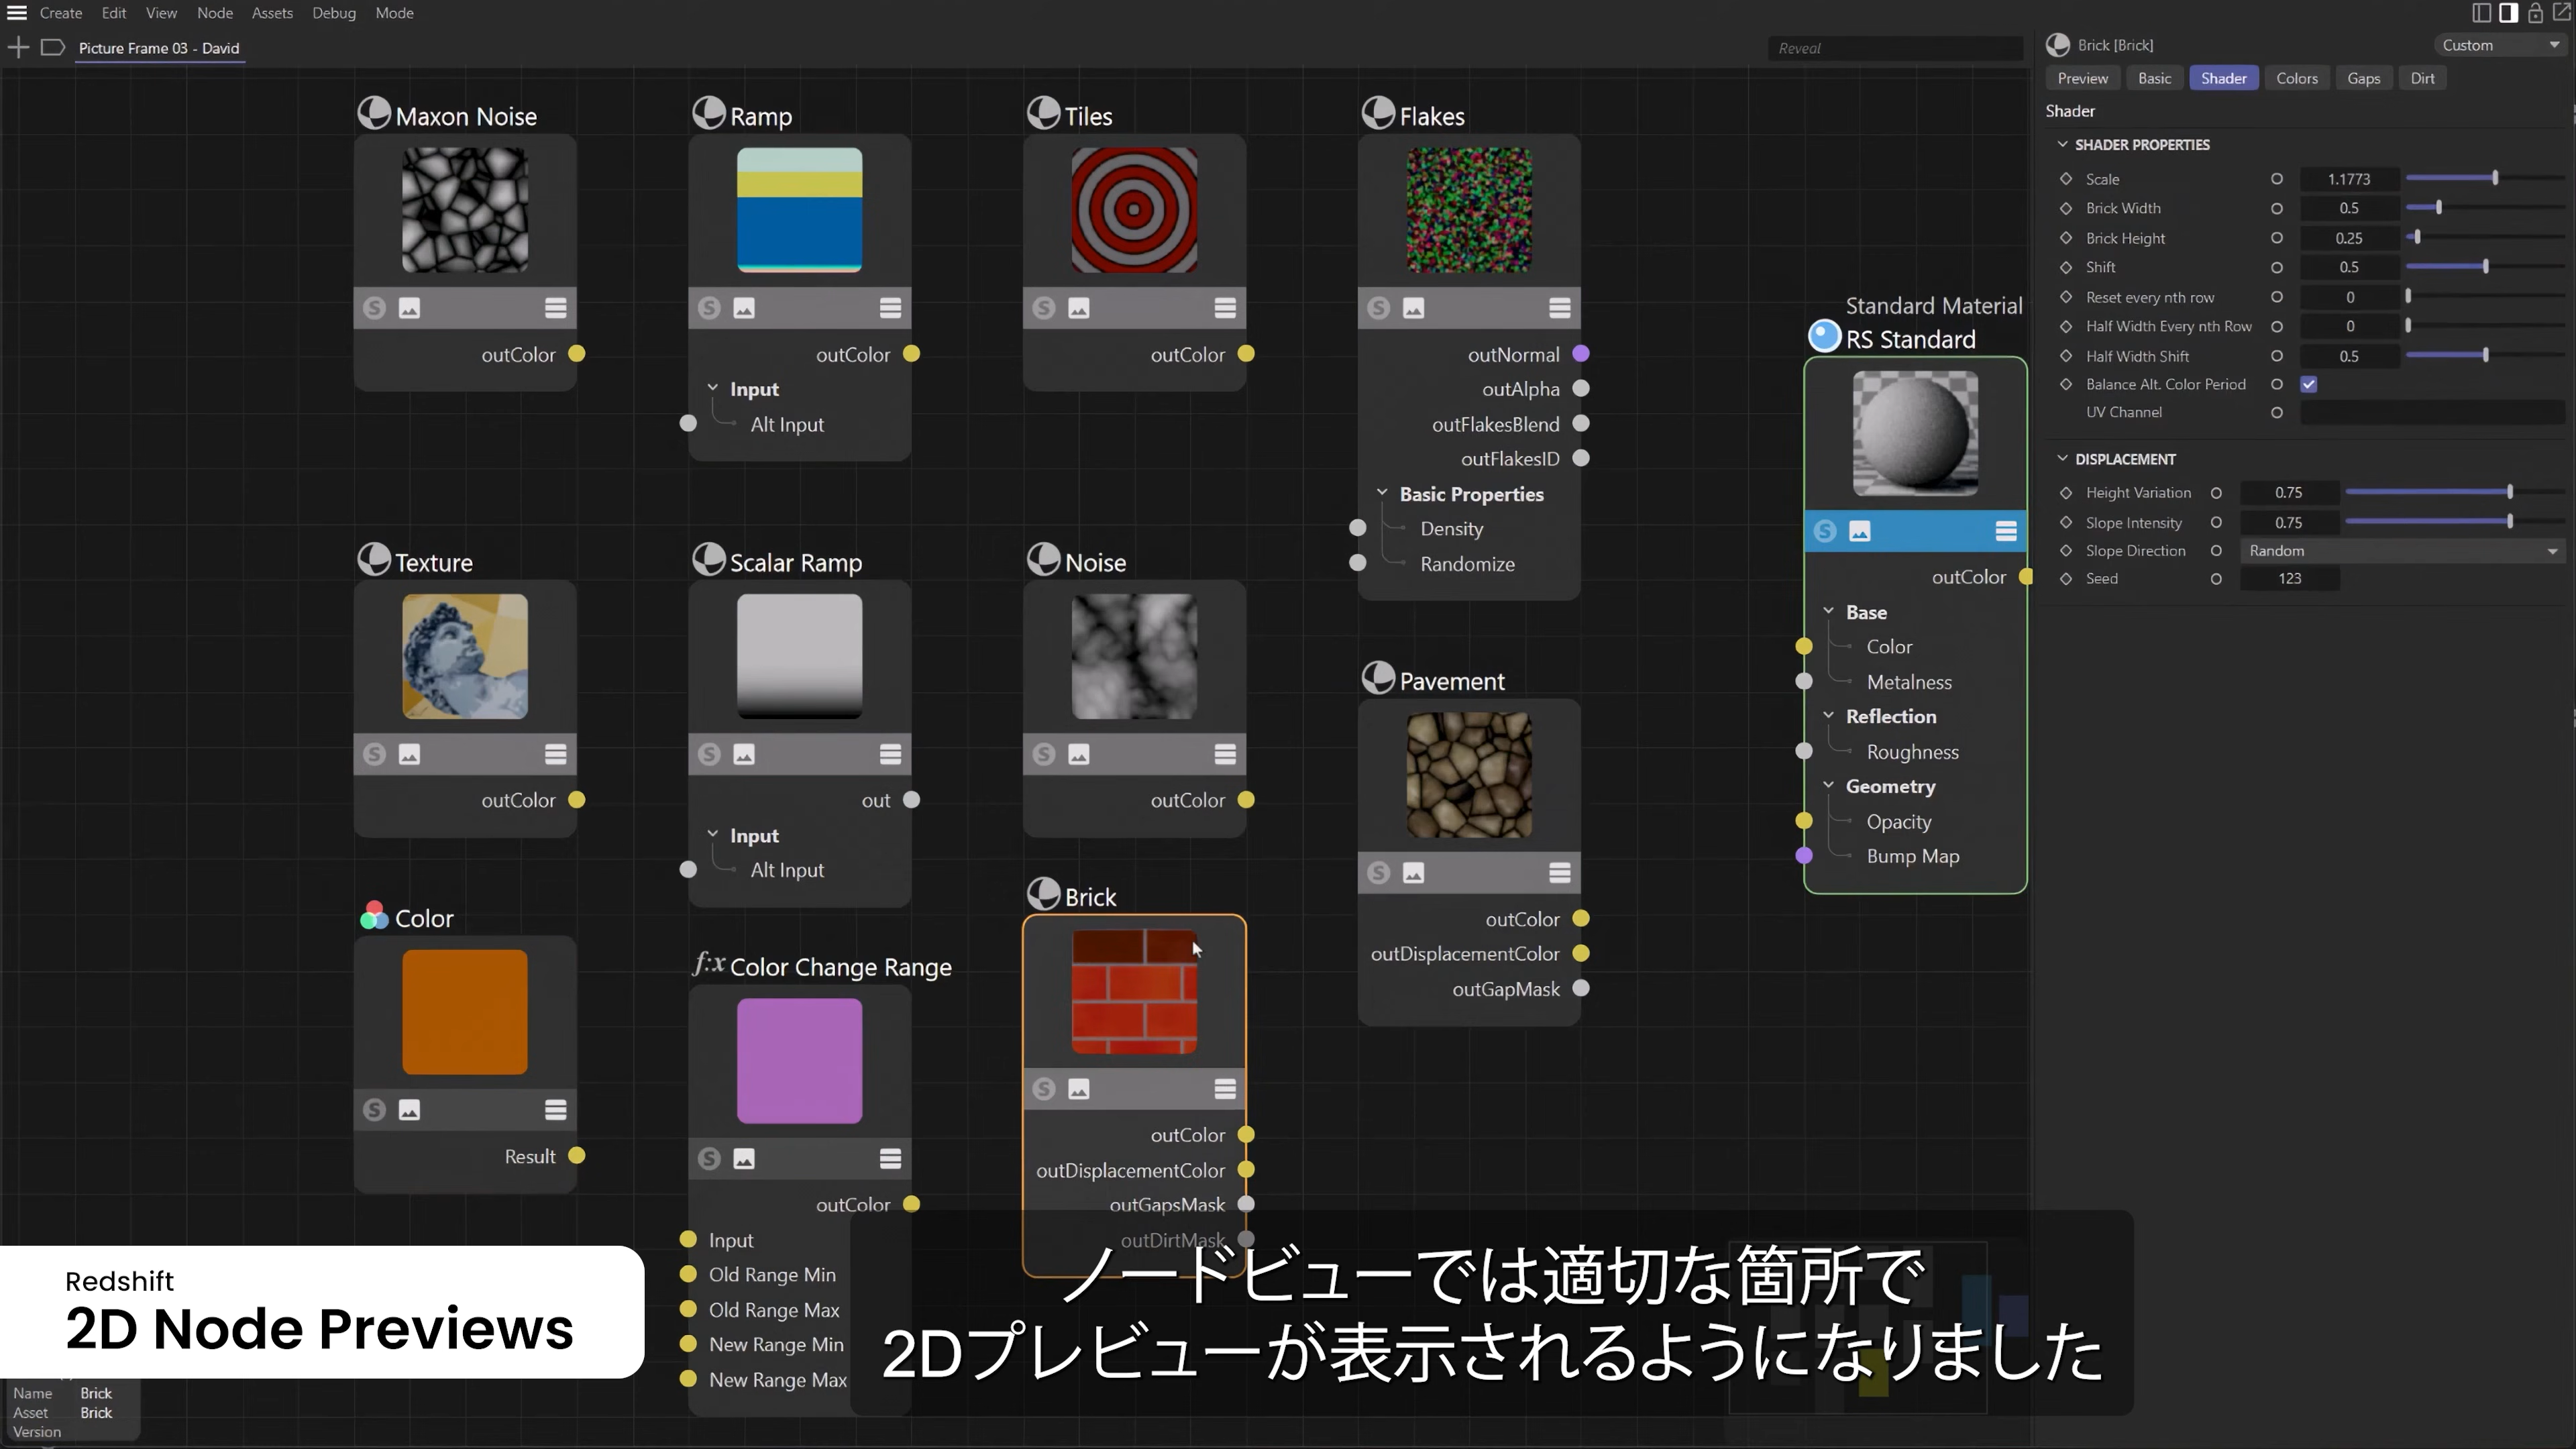 Create Edit View Node Assets Debug Mode
Picture Frame 03 - David
Reveal
Maxon Noise
outColor
Ramp
outColor
Input
Alt Input
Tiles
outColor
Flakes
outNormal
outAlpha
outFlakesBlend
outFlakesID
Basic Properties
Density
Randomize
Standard Material
RS Standard
outColor
Base
Color
Metalness
Reflection
Roughness
Geometry
Opacity
Bump Map
Texture
outColor
Scalar Ramp
out
Input
Alt Input
Noise
outColor
Pavement
outColor
outDisplacementColor
outGapMask
Color
Result
f:x Color Change Range
outColor
Input
Old Range Min
Old Range Max
New Range Min
New Range Max
Brick
outColor
outDisplacementColor
outGapsMask
outDirtMask
Brick [Brick]
Custom
Preview Basic Shader Colors Gaps Dirt
Shader
SHADER PROPERTIES
Scale 1.1773
Brick Width 0.5
Brick Height 0.25
Shift 0.5
Reset every nth row 0
Half Width Every nth Row 0
Half Width Shift 0.5
Balance Alt. Color Period
UV Channel
DISPLACEMENT
Height Variation 0.75
Slope Intensity 0.75
Slope Direction Random
Seed 123
Redshift
2D Node Previews
Name Brick
Asset Brick
Version
ノードビューでは適切な箇所で
2Dプレビューが表示されるようになりました